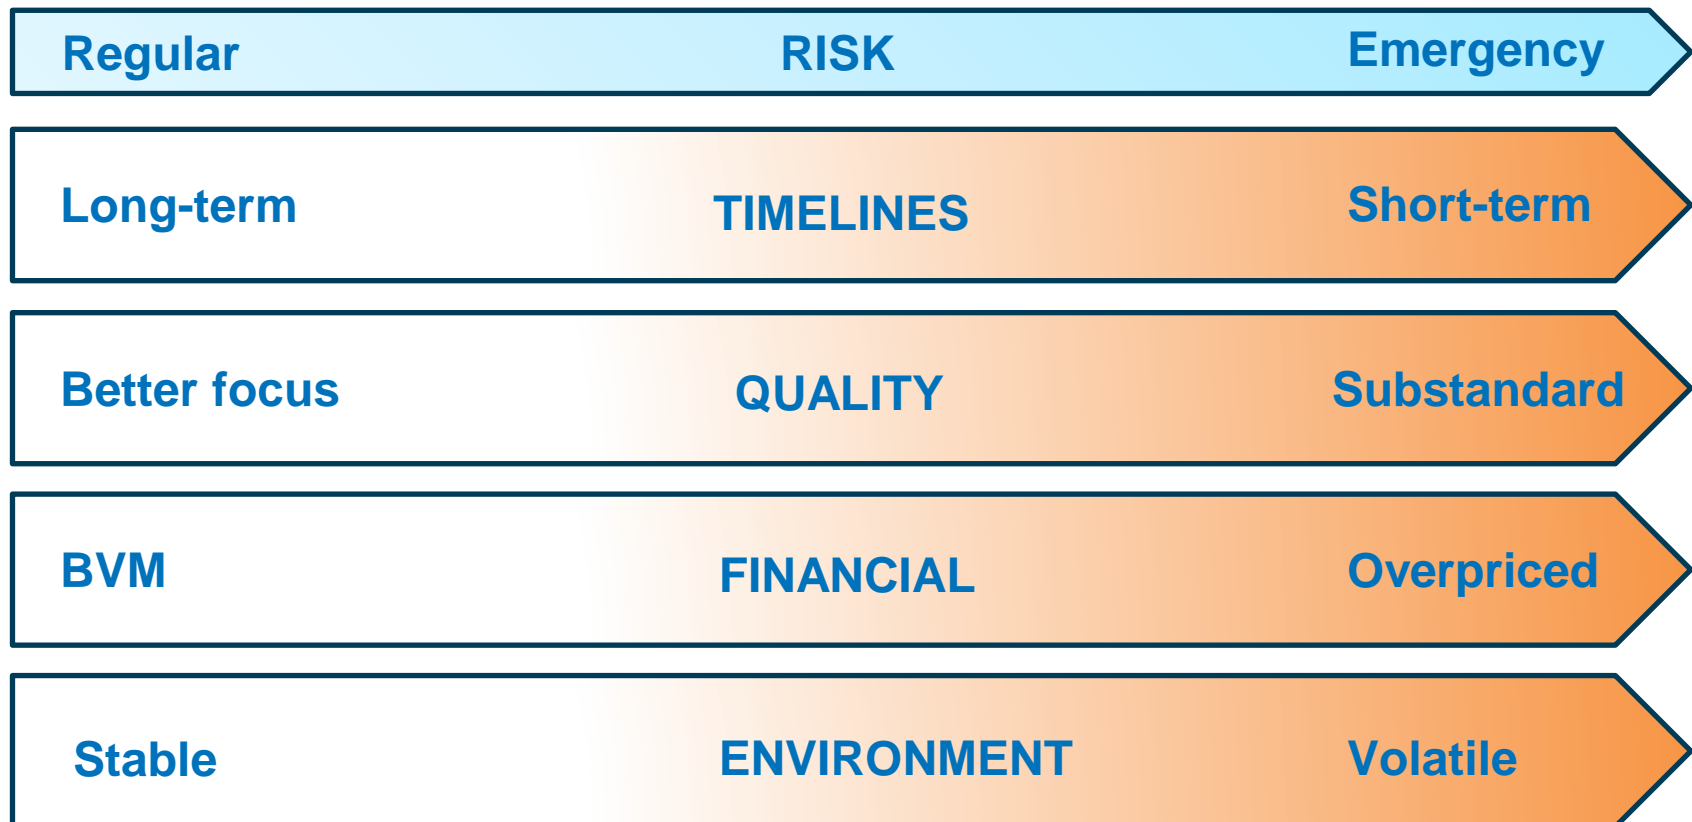 Regular RISK Emergency
Long-term TIMELINES Short-term
Better focus QUALITY Substandard
BVM FINANCIAL Overpriced
Stable ENVIRONMENT Volatile